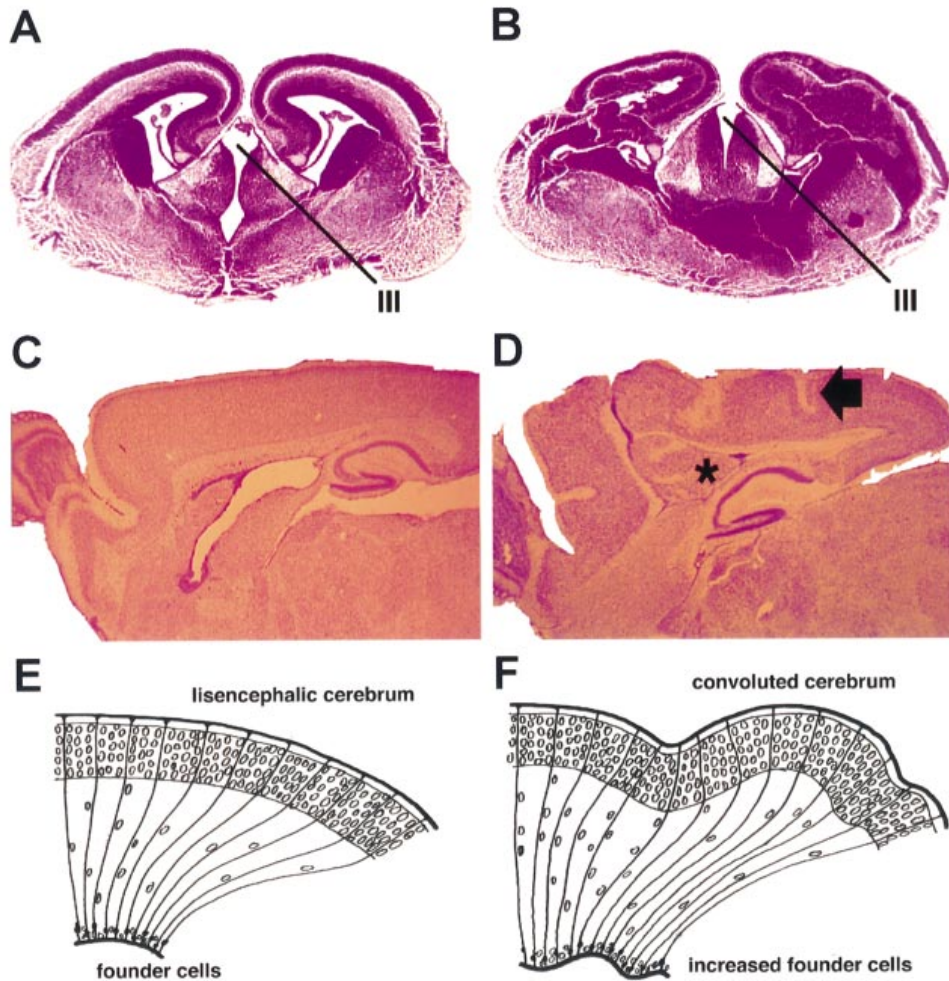 A
B
III
III
C
D
*
E
lisencephalic cerebrum
founder cells
F
convoluted cerebrum
increased founder cells